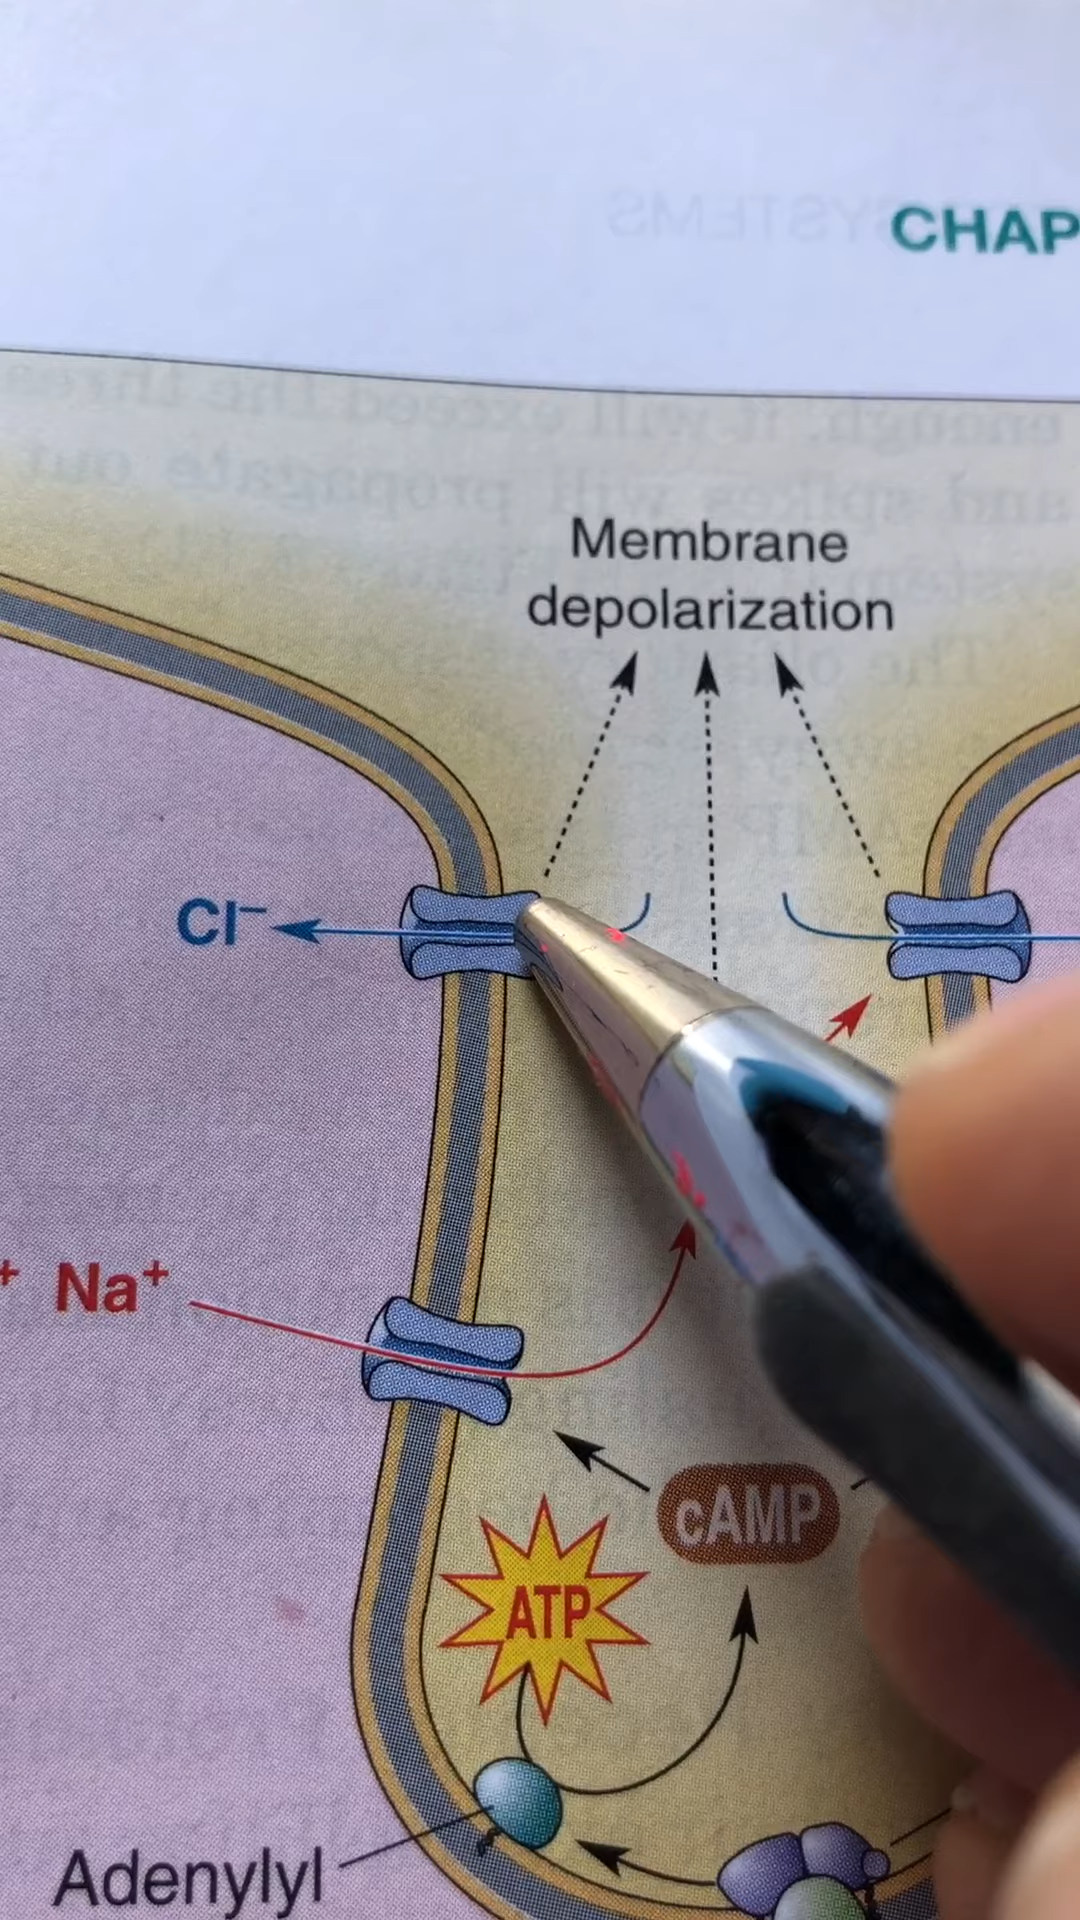 CHAP
Membrane
depolarization
Cl⁻
⁺ Na⁺
cAMP
ATP
Adenylyl